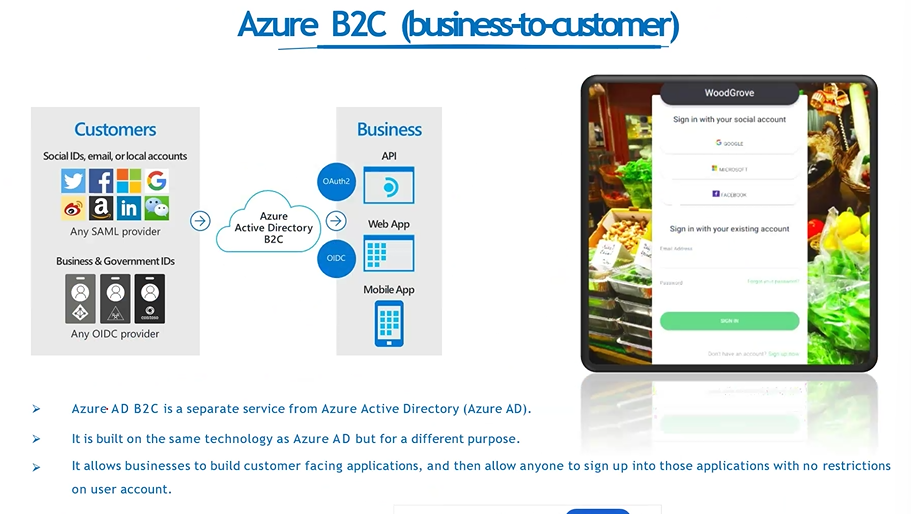 Azure B2C (business-to-customer)
Customers
Social IDs, email, or local accounts
Any SAML provider
Business & Government IDs
Any OIDC provider
Azure
Active Directory
B2C
OAuth2
OIDC
Business
API
Web App
Mobile App
WoodGrove
Sign in with your social account
GOOGLE
MICROSOFT
FACEBOOK
Sign in with your existing account
Email Address
Password
Forgot your password?
SIGN IN
Don't have an account? Sign up now
Azure AD B2C is a separate service from Azure Active Directory (Azure AD).
It is built on the same technology as Azure AD but for a different purpose.
It allows businesses to build customer facing applications, and then allow anyone to sign up into those applications with no restrictions
on user account.